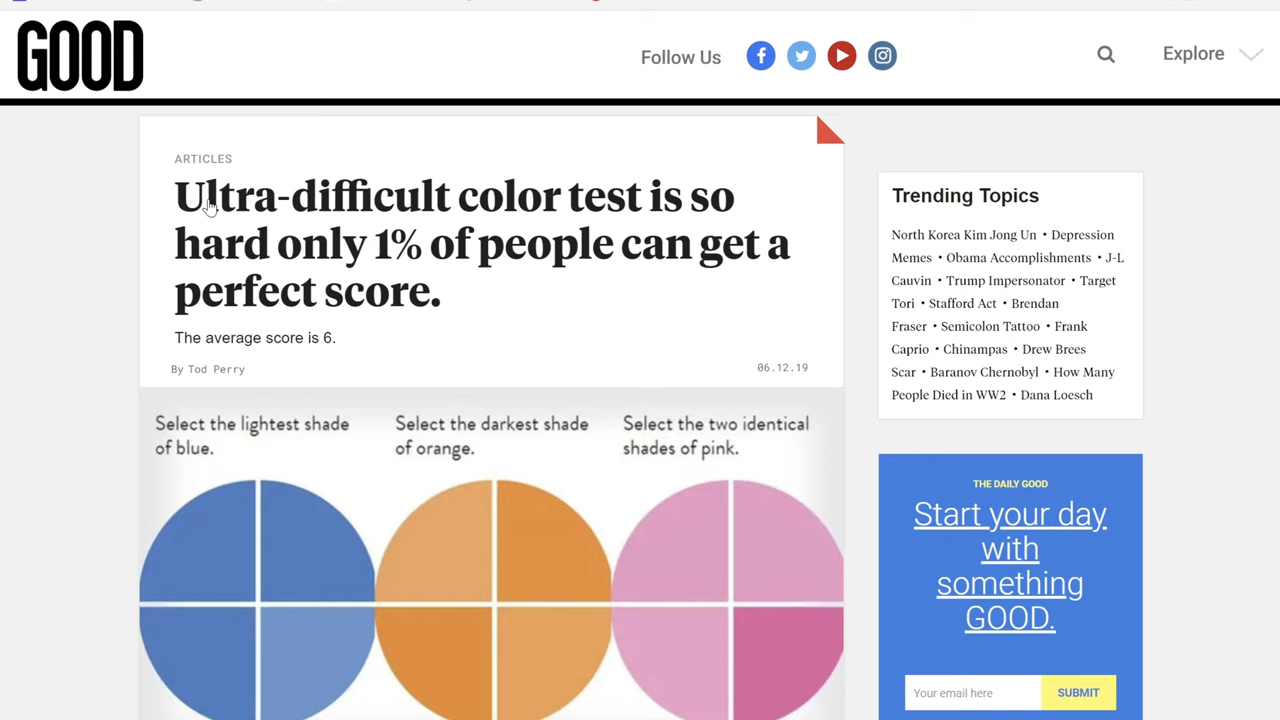 GOOD
Follow Us
Explore
ARTICLES
Ultra-difficult color test is so
hard only 1% of people can get a
perfect score.
The average score is 6.
By Tod Perry
06.12.19
Select the lightest shade
of blue.
Select the darkest shade
of orange.
Select the two identical
shades of pink.
Trending Topics
North Korea Kim Jong Un • Depression
Memes • Obama Accomplishments • J-L
Cauvin • Trump Impersonator • Target
Tori • Stafford Act • Brendan
Fraser • Semicolon Tattoo • Frank
Caprio • Chinampas • Drew Brees
Scar • Baranov Chernobyl • How Many
People Died in WW2 • Dana Loesch
THE DAILY GOOD
Start your day
with
something
GOOD.
Your email here
SUBMIT